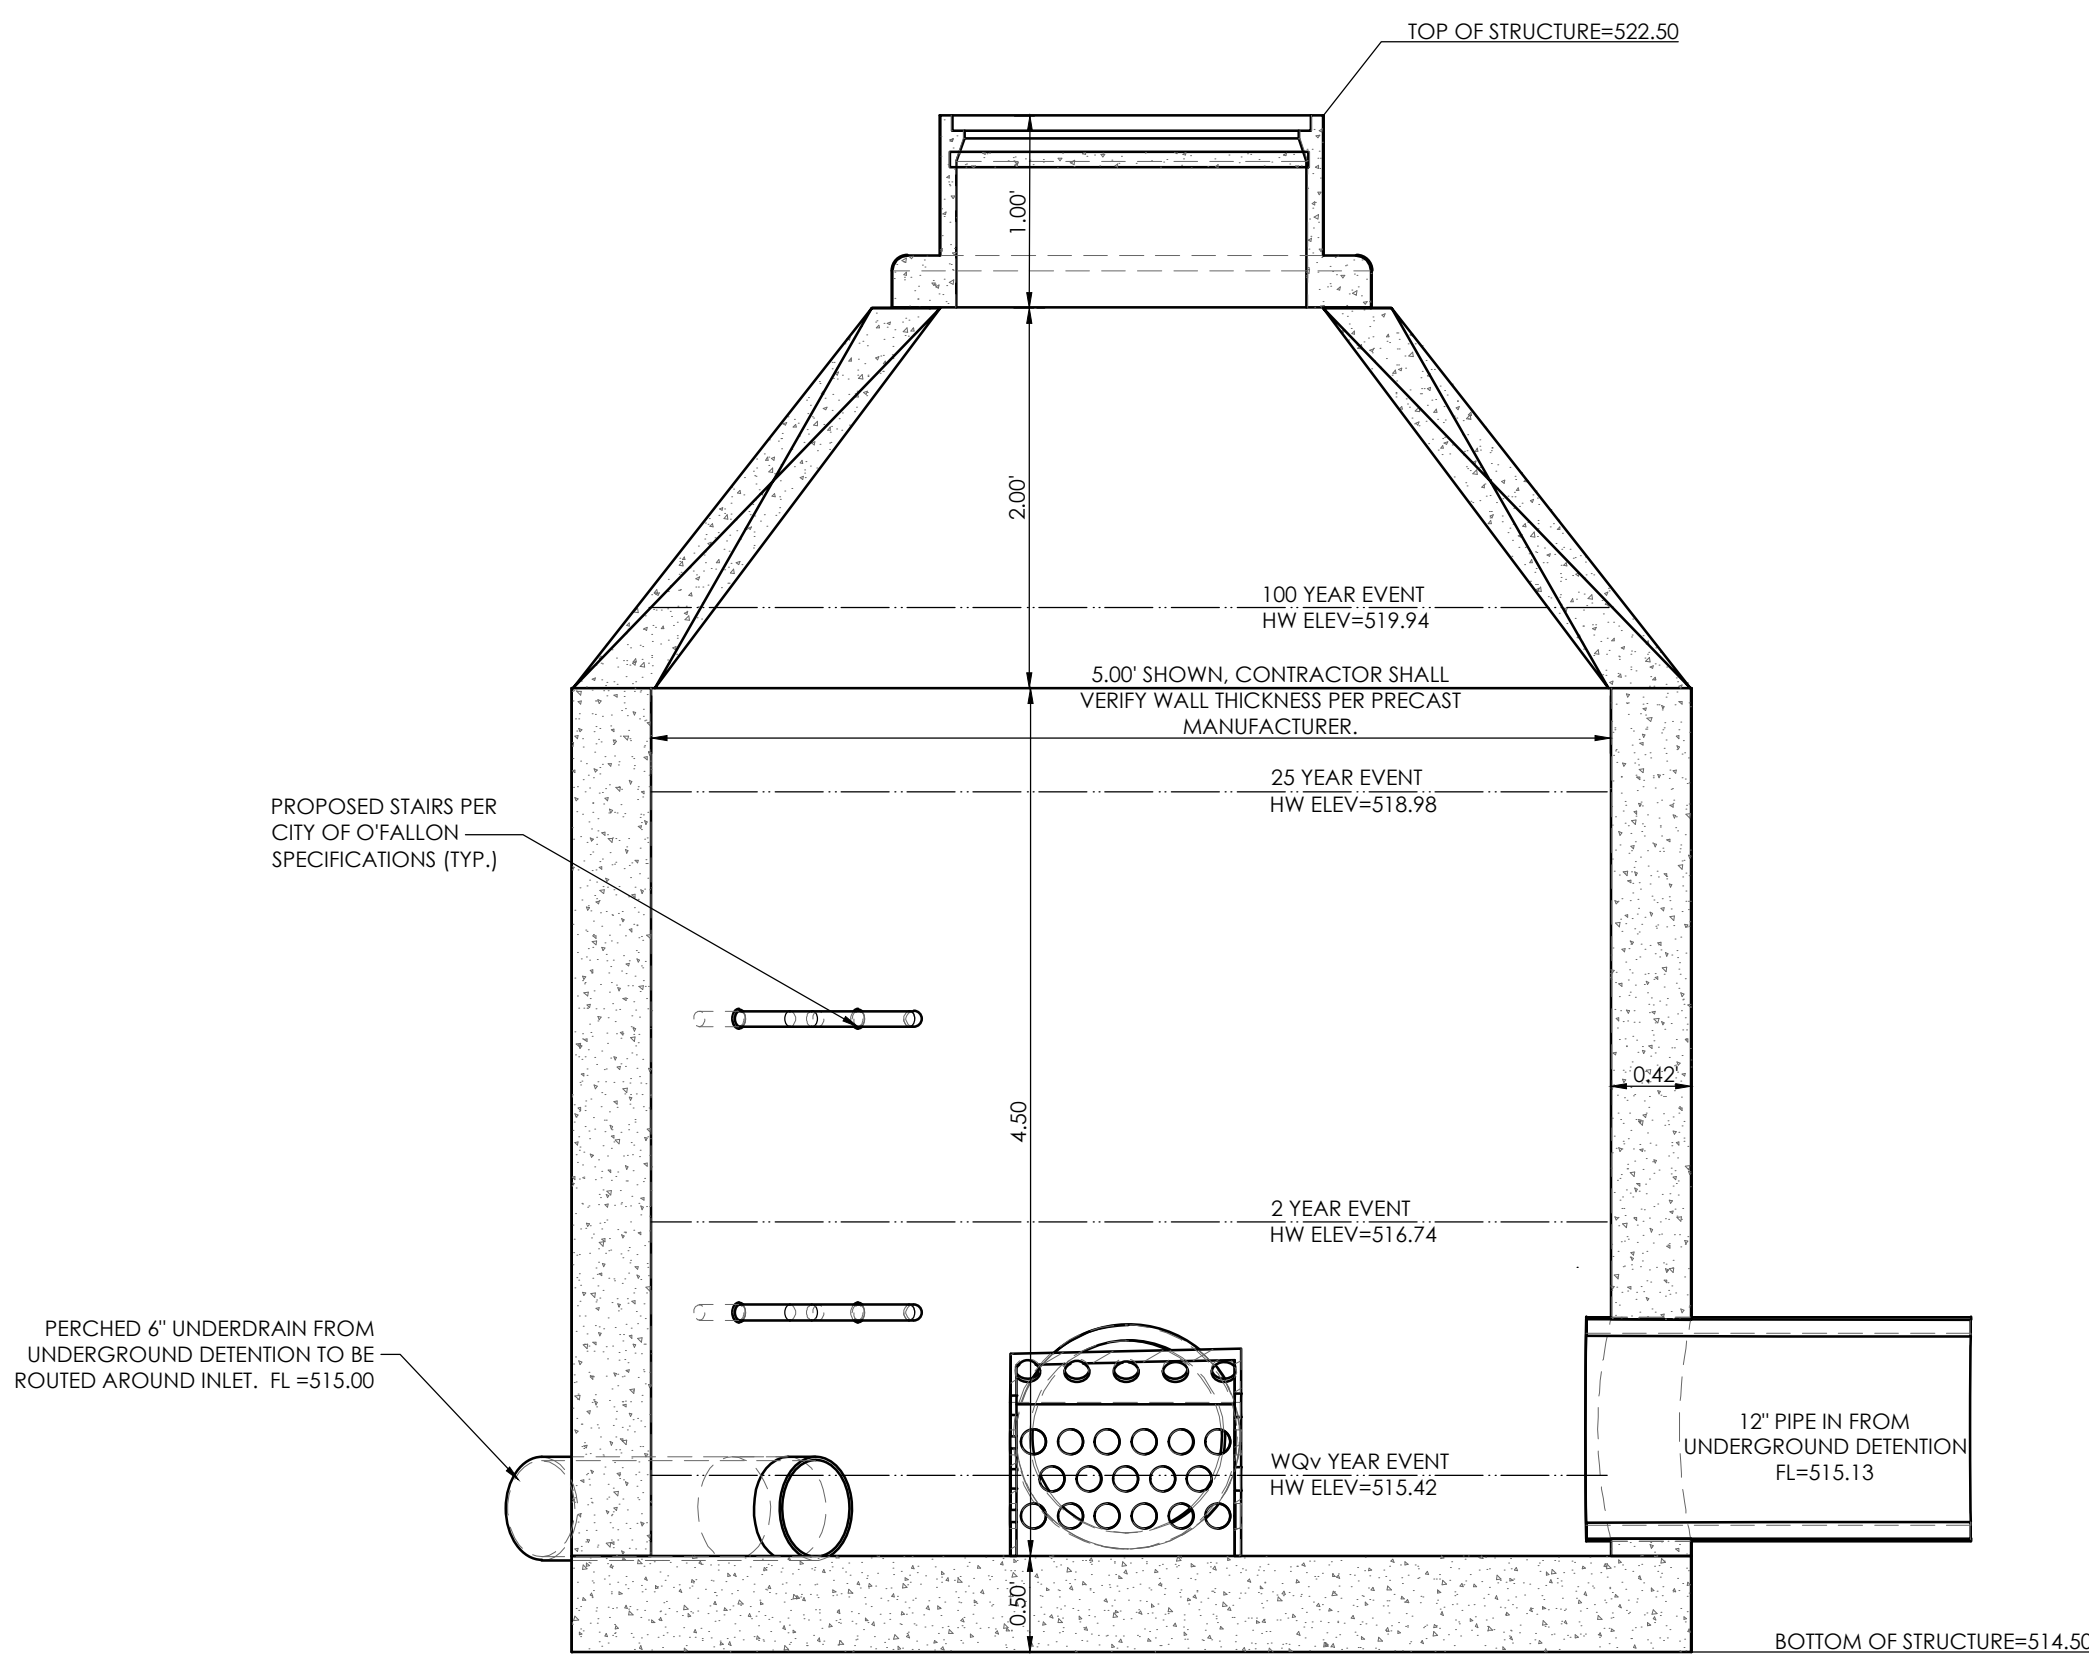 TOP OF STRUCTURE=522.50
1.00'
2.00'
100 YEAR EVENT
HW ELEV=519.94
5.00' SHOWN, CONTRACTOR SHALL
VERIFY WALL THICKNESS PER PRECAST
MANUFACTURER.
25 YEAR EVENT
HW ELEV=518.98
PROPOSED STAIRS PER
CITY OF O'FALLON
SPECIFICATIONS (TYP.)
0.42'
4.50
2 YEAR EVENT
HW ELEV=516.74
PERCHED 6" UNDERDRAIN FROM
UNDERGROUND DETENTION TO BE
ROUTED AROUND INLET. FL =515.00
12" PIPE IN FROM
UNDERGROUND DETENTION
FL=515.13
WQv YEAR EVENT
HW ELEV=515.42
0.50'
BOTTOM OF STRUCTURE=514.50